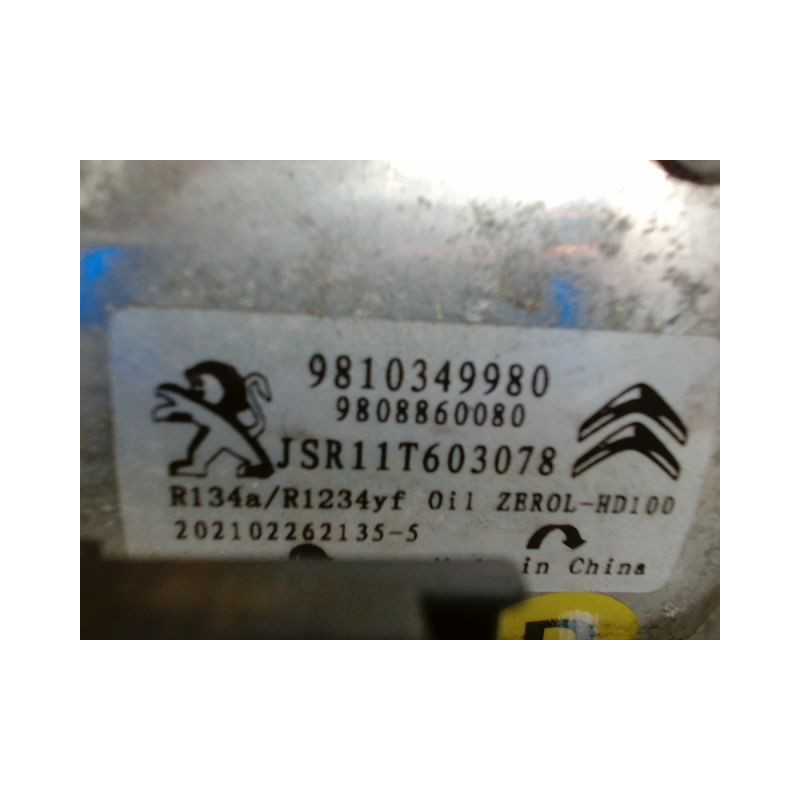 9810349980
9808860080
JSR11T603078
R134a/R1234yf Oil ZEROL-HD100
202102262135-5
in China